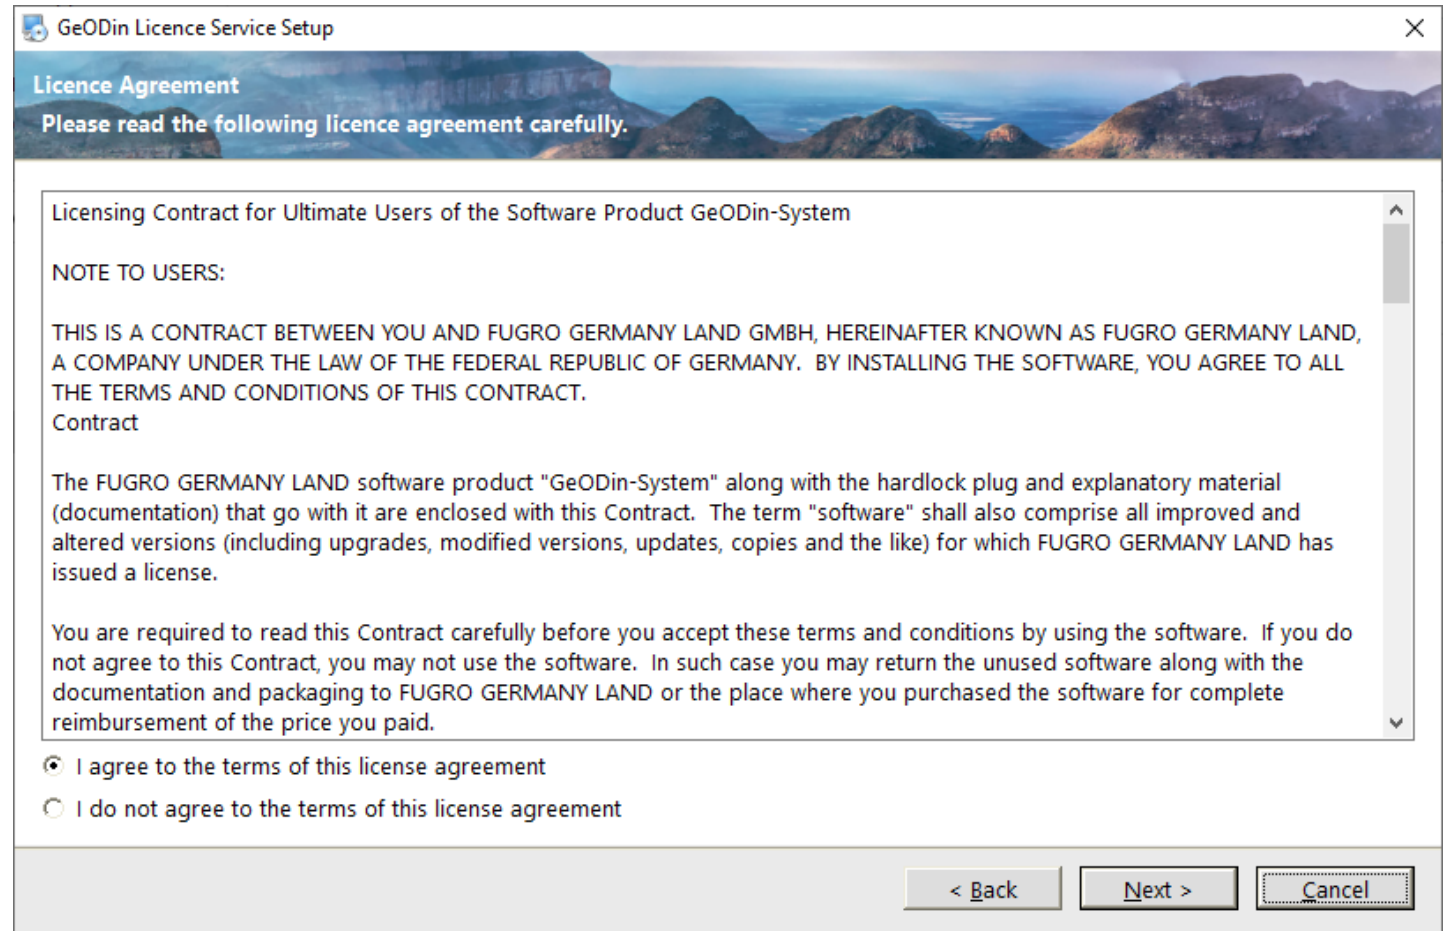 GeODin Licence Service Setup
Licence Agreement
Please read the following licence agreement carefully.
Licensing Contract for Ultimate Users of the Software Product GeODin-System
NOTE TO USERS:
THIS IS A CONTRACT BETWEEN YOU AND FUGRO GERMANY LAND GMBH, HEREINAFTER KNOWN AS FUGRO GERMANY LAND,
A COMPANY UNDER THE LAW OF THE FEDERAL REPUBLIC OF GERMANY.  BY INSTALLING THE SOFTWARE, YOU AGREE TO ALL
THE TERMS AND CONDITIONS OF THIS CONTRACT.
Contract
The FUGRO GERMANY LAND software product "GeODin-System" along with the hardlock plug and explanatory material
(documentation) that go with it are enclosed with this Contract.  The term "software" shall also comprise all improved and
altered versions (including upgrades, modified versions, updates, copies and the like) for which FUGRO GERMANY LAND has
issued a license.
You are required to read this Contract carefully before you accept these terms and conditions by using the software.  If you do
not agree to this Contract, you may not use the software.  In such case you may return the unused software along with the
documentation and packaging to FUGRO GERMANY LAND or the place where you purchased the software for complete
reimbursement of the price you paid.
I agree to the terms of this license agreement
I do not agree to the terms of this license agreement
< Back
Next >
Cancel